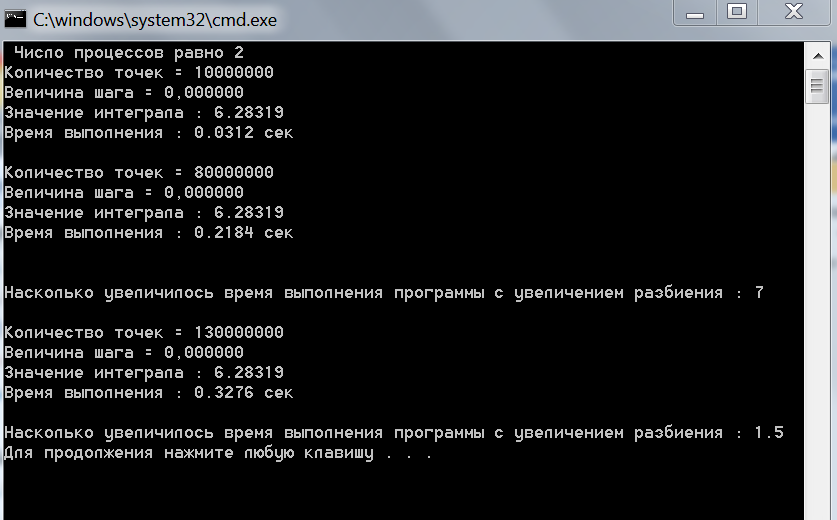 C:\windows\system32\cmd.exe
Число процессов равно 2
Количество точек = 10000000
Величина шага = 0,000000
Значение интеграла : 6.28319
Время выполнения : 0.0312 сек
Количество точек = 80000000
Величина шага = 0,000000
Значение интеграла : 6.28319
Время выполнения : 0.2184 сек
Насколько увеличилось время выполнения программы с увеличением разбиения : 7
Количество точек = 130000000
Величина шага = 0,000000
Значение интеграла : 6.28319
Время выполнения : 0.3276 сек
Насколько увеличилось время выполнения программы с увеличением разбиения : 1.5
Для продолжения нажмите любую клавишу . . .